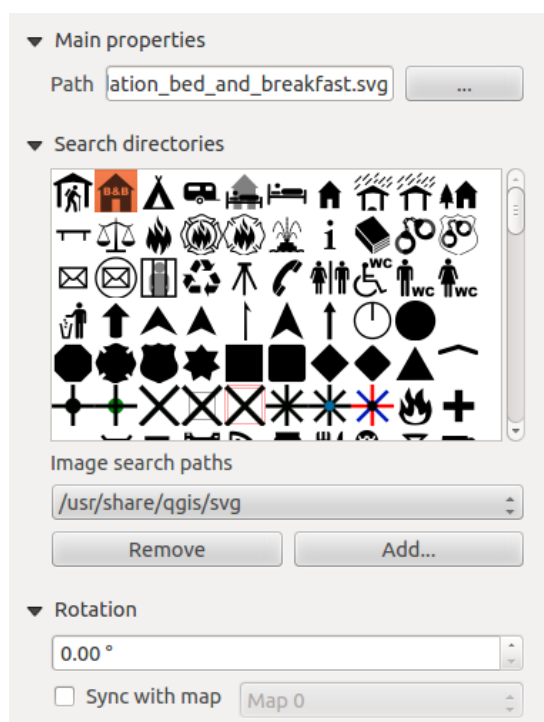 Main properties
Path ation_bed_and_breakfast.svg ...
Search directories
B&B
i
WC
WC WC
Image search paths
/usr/share/qgis/svg
Remove Add...
Rotation
0.00 °
Sync with map Map 0